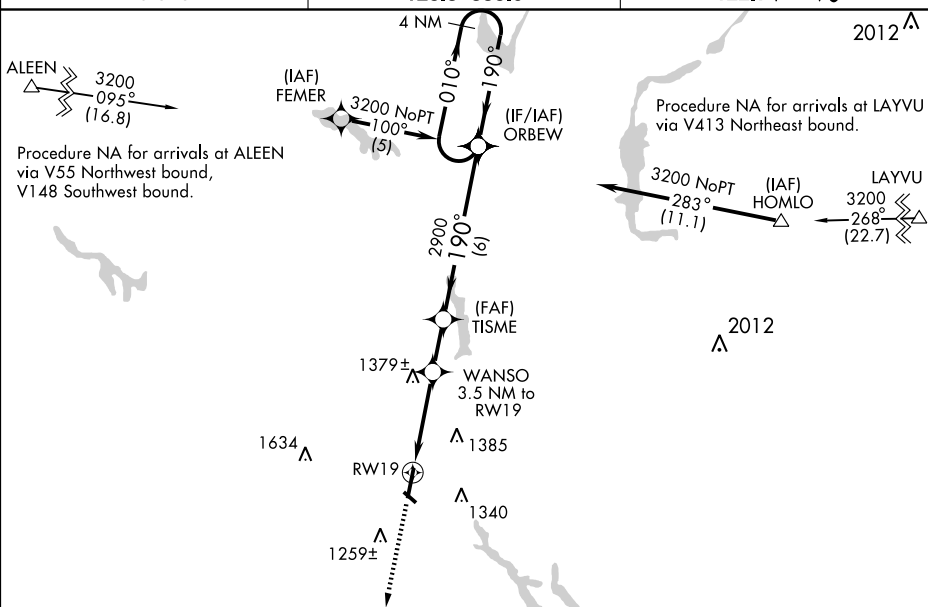 4 NM
2012
ALEEN
3200
095°
(16.8)
(IAF)
FEMER
3200 NoPT
100°
(5)
010°
190°
(IF/IAF)
ORBEW
Procedure NA for arrivals at LAYVU
via V413 Northeast bound.
Procedure NA for arrivals at ALEEN
via V55 Northwest bound,
V148 Southwest bound.
3200 NoPT
283°
(11.1)
(IAF)
HOMLO
LAYVU
3200
268°
(22.7)
2900
190°
(6)
(FAF)
TISME
2012
1379±
WANSO
3.5 NM to
RW19
1634
1385
RW19
1340
1259±